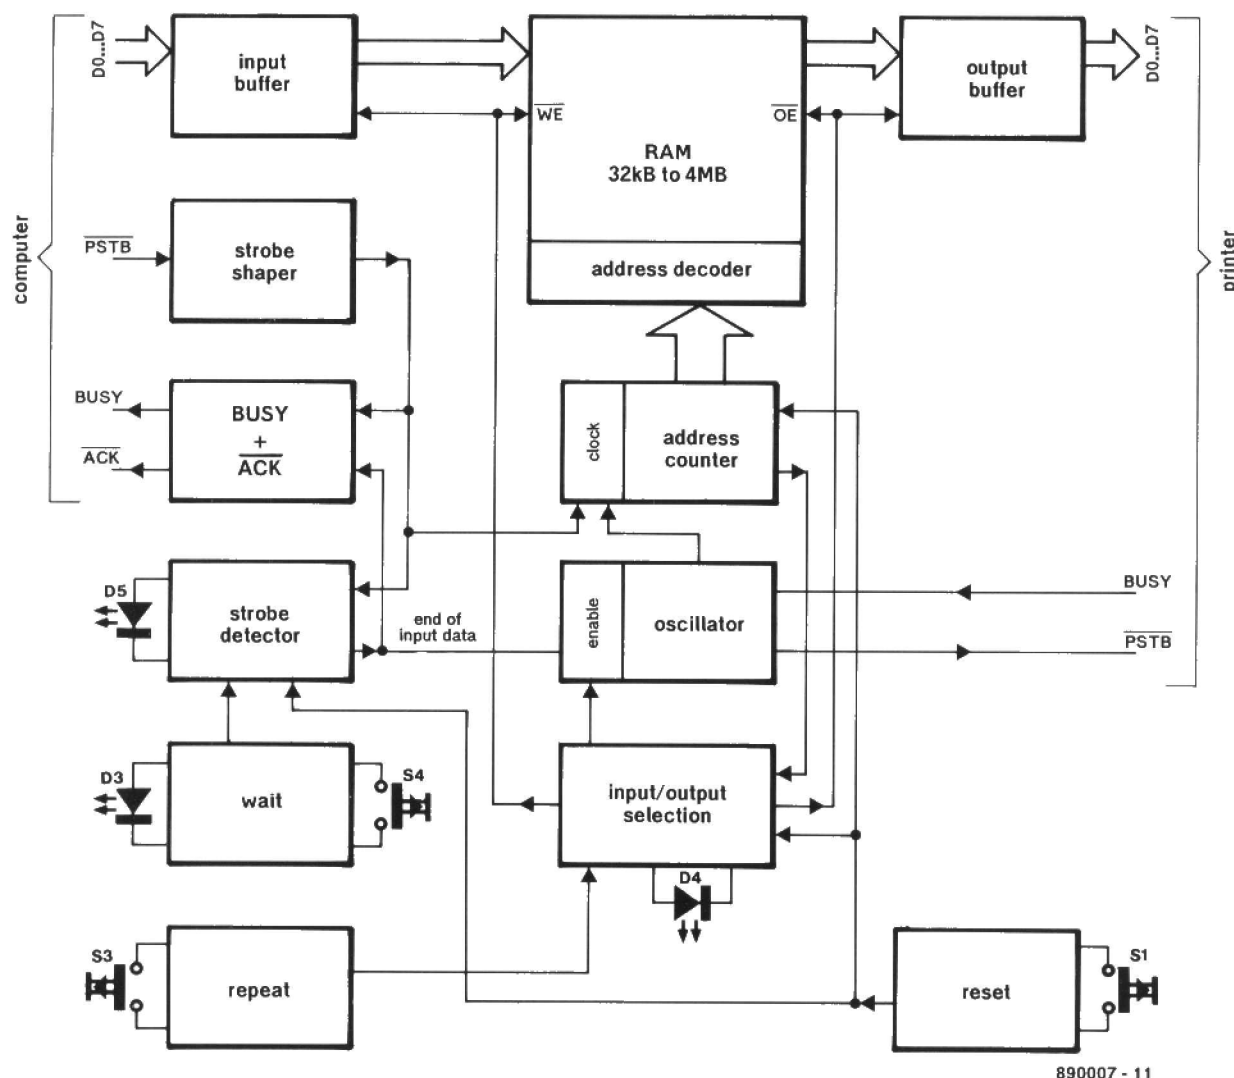 D0...D7
input
buffer
WE
RAM
32kB to 4MB
OE
output
buffer
D0...D7
computer
PSTB
strobe
shaper
address decoder
printer
BUSY
ACK
BUSY
+
ACK
clock
address
counter
D5
strobe
detector
end of
input data
enable
oscillator
BUSY
PSTB
D3
wait
S4
input/output
selection
D4
S3
repeat
reset
S1
890007 - 11